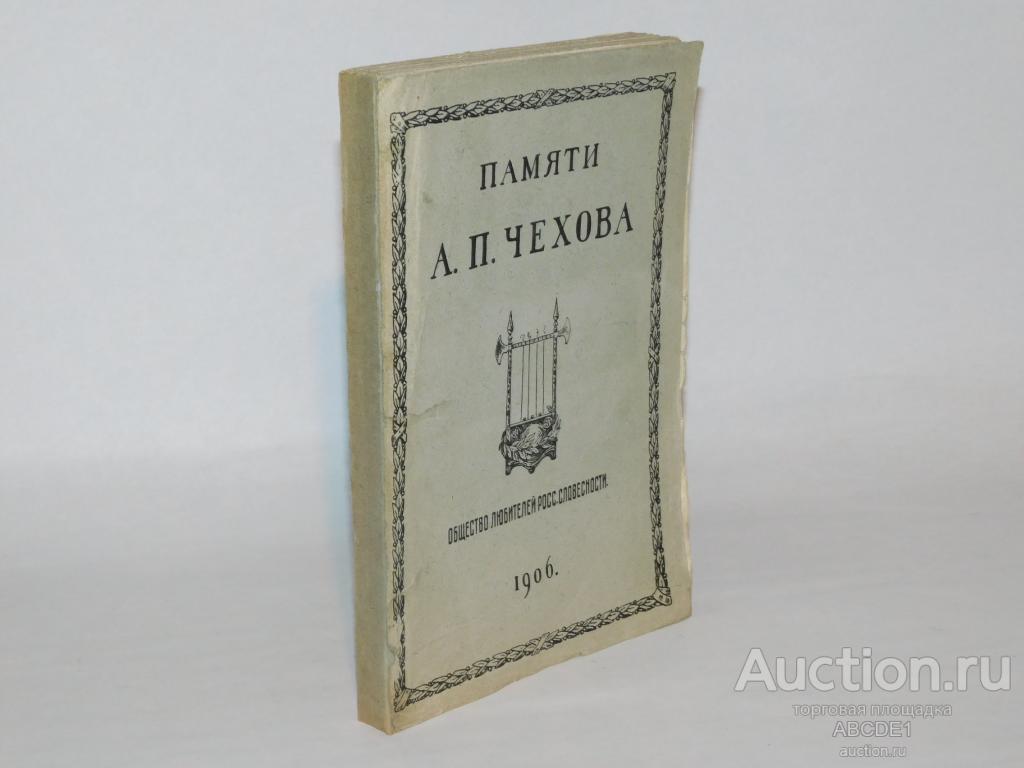 ПАМЯТИ
А. П. ЧЕХОВА
ОБЩЕСТВО ЛЮБИТЕЛЕЙ РОСС. СЛОВЕСНОСТИ.
1906.
Auction.ru
торговая площадка
ABCDE1
auction.ru